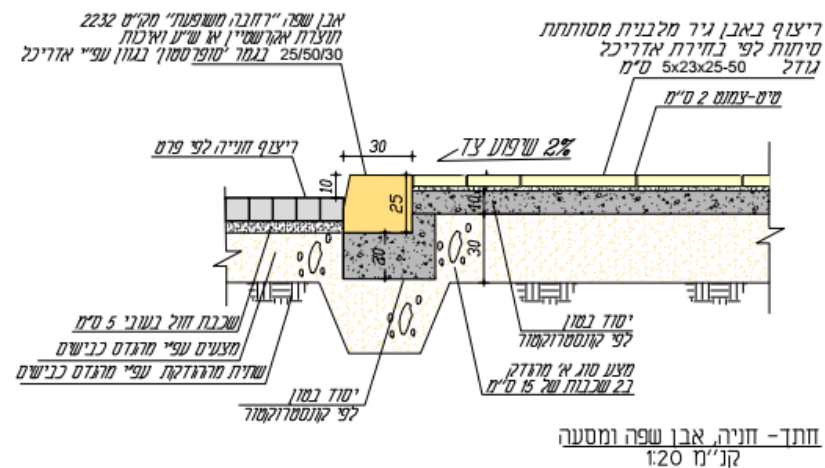 אבן שפה "רחבה משופעת" מק"ט 2232
תוצרת אקרשטיין או ש"ע ואיכות
25/50/30 בגמר 'סופרסטון' בגוון עפ"י אדריכל
ריצוף באבן גיר מלבנית מסותתת
סיתות לפי בחירת אדריכל
גודל 5x23x25-50 ס"מ
טיט-צמנט 2 ס"מ
ריצוף חנייה לפי פרט
30
2% שיפוע צד
10
25
10
20
30
שכבת חול בעובי 5 ס"מ
מצעים עפ"י מהנדס כבישים
שתית מהודקת עפ"י מהנדס כבישים
יסוד בטון
לפי קונסטרוקטור
יסוד בטון
לפי קונסטרוקטור
מצע סוג א' מהודק
ב2 שכבות של 15 ס"מ
חתך - חניה, אבן שפה ומסעה
קנ"מ 1:20